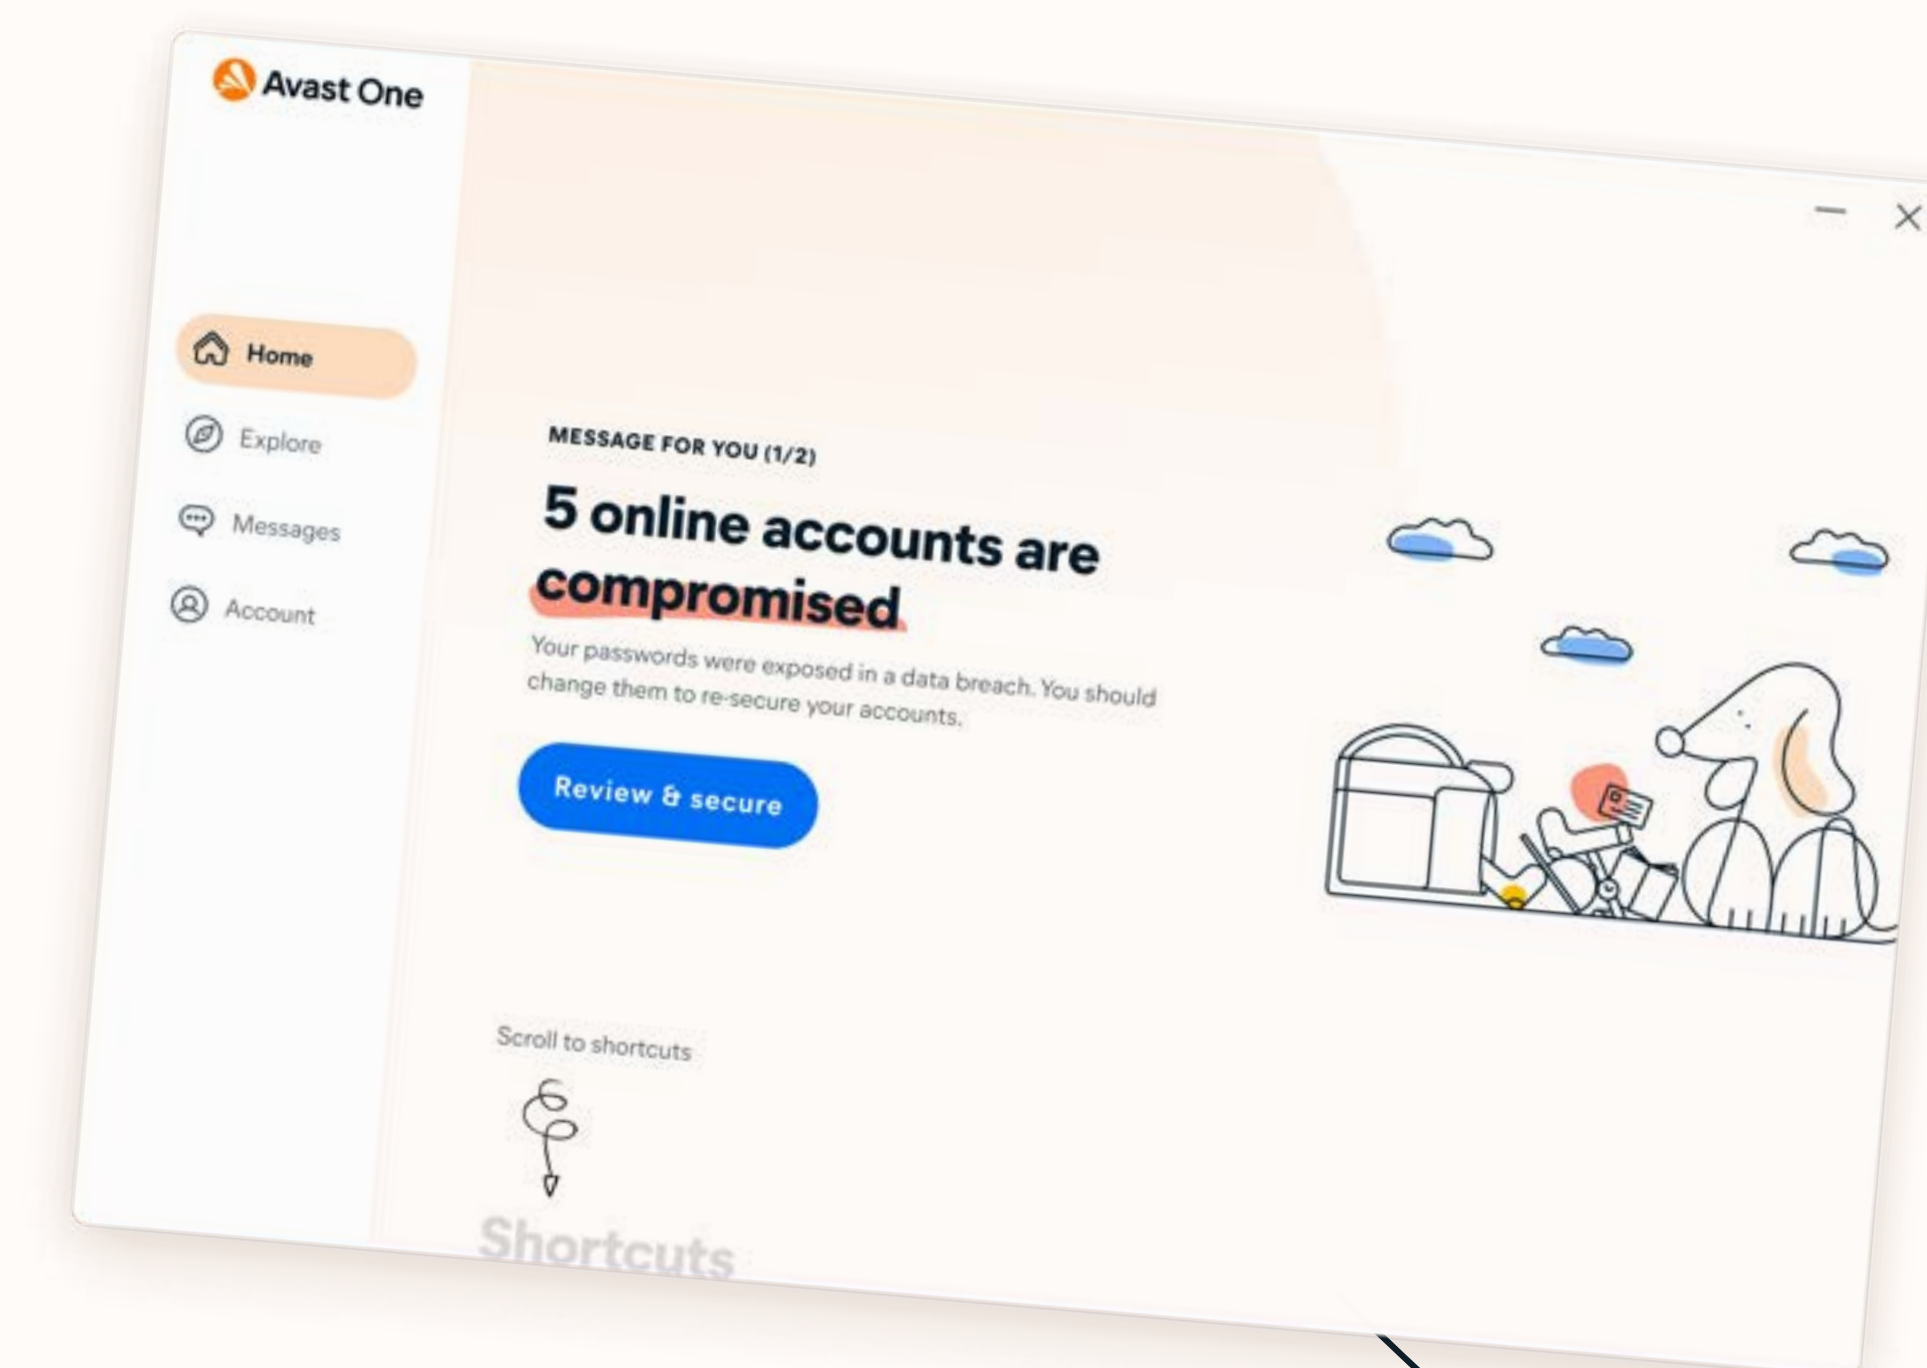 Avast One
Home
Explore
Messages
Account
MESSAGE FOR YOU (1/2)
5 online accounts are
compromised
Your passwords were exposed in a data breach. You should
change them to re-secure your accounts.
Review & secure
Scroll to shortcuts
Shortcuts